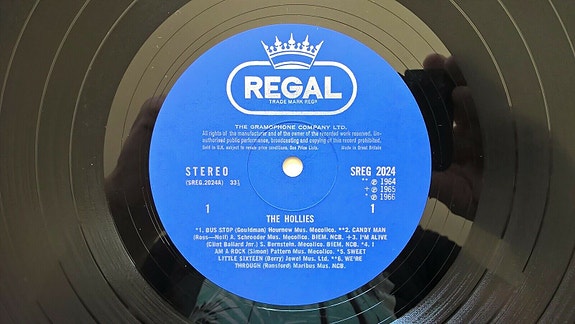 REGAL
TRADE MARK REGD
THE GRAMOPHONE COMPANY LTD.
All rights of the manufacturer and of the owner of the recorded work reserved. Un-
authorised public performance, broadcasting and copying of this record prohibited.
Sold in U.K. subject to resale price conditions. See Price Lists. Made in Great Britain
STEREO SREG 2024
(SREG.2024A) 33⅓ ** ℗ 1964
+ ℗ 1965
* ℗ 1966
1 1
THE HOLLIES
*1. BUS STOP (Gouldman) Hournew Mus. Mecolico. **2. CANDY MAN
(Ross—Neil) A. Schroeder Mus. Mecolico. BIEM. NCB. +3. I'M ALIVE
(Clint Ballard Jnr.) S. Bernstein. Mecolico. BIEM. NCB. *4. I
AM A ROCK (Simon) Pattern Mus. Mecolico. *5. SWEET
LITTLE SIXTEEN (Berry) Jewel Mus. Ltd. **6. WE'RE
THROUGH (Ransford) Maribus Mus. NCB.